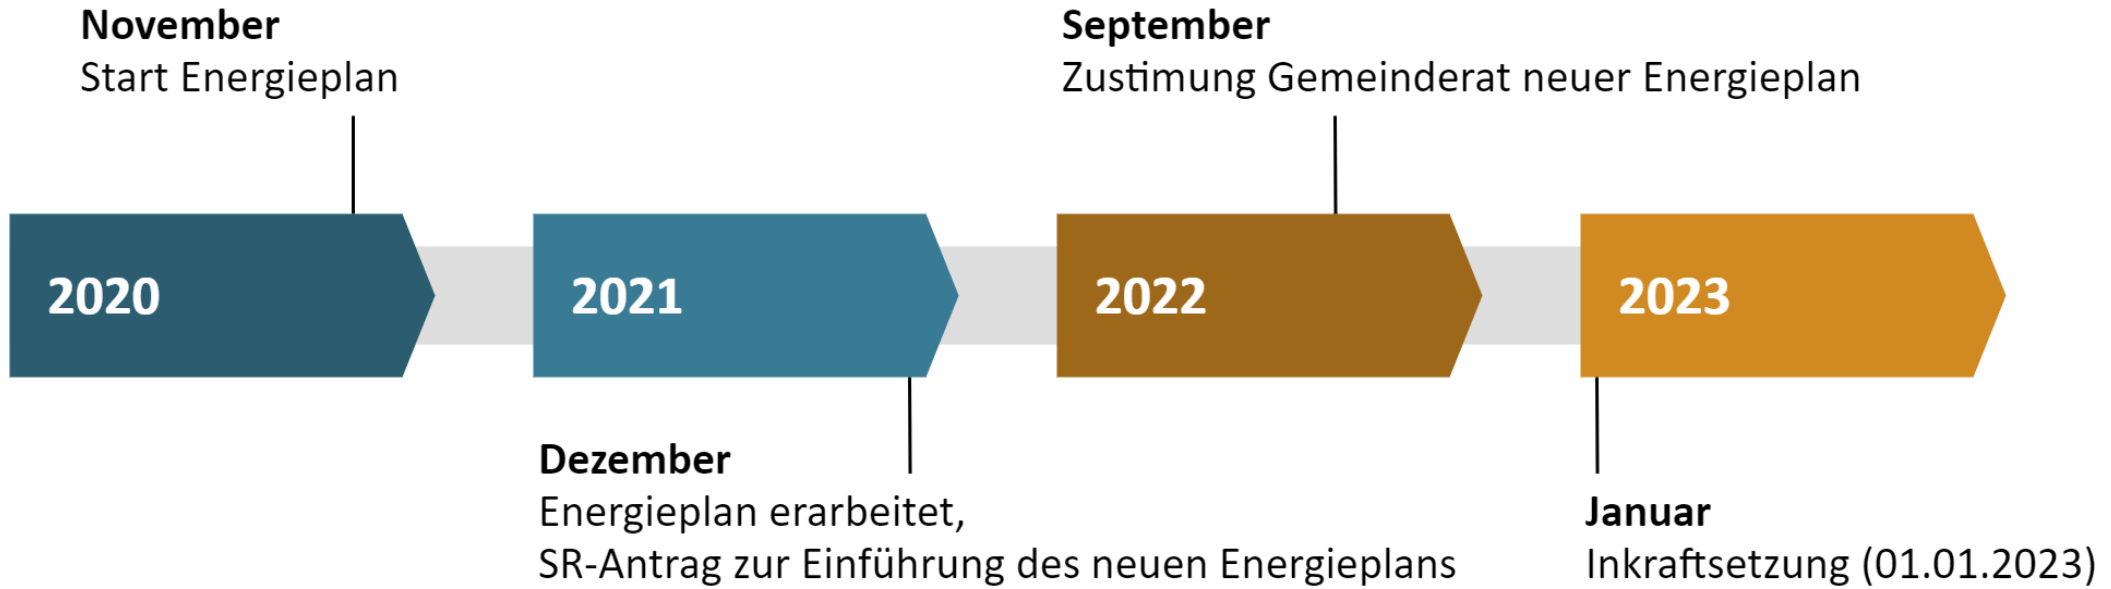 November
Start Energieplan
September
Zustimung Gemeinderat neuer Energieplan
2020
2021
2022
2023
Dezember
Energieplan erarbeitet,
SR-Antrag zur Einführung des neuen Energieplans
Januar
Inkraftsetzung (01.01.2023)